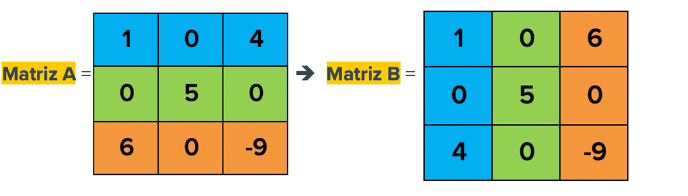 Matriz A =
1 0 4
0 5 0
6 0 -9
➔
Matriz B =
1 0 6
0 5 0
4 0 -9